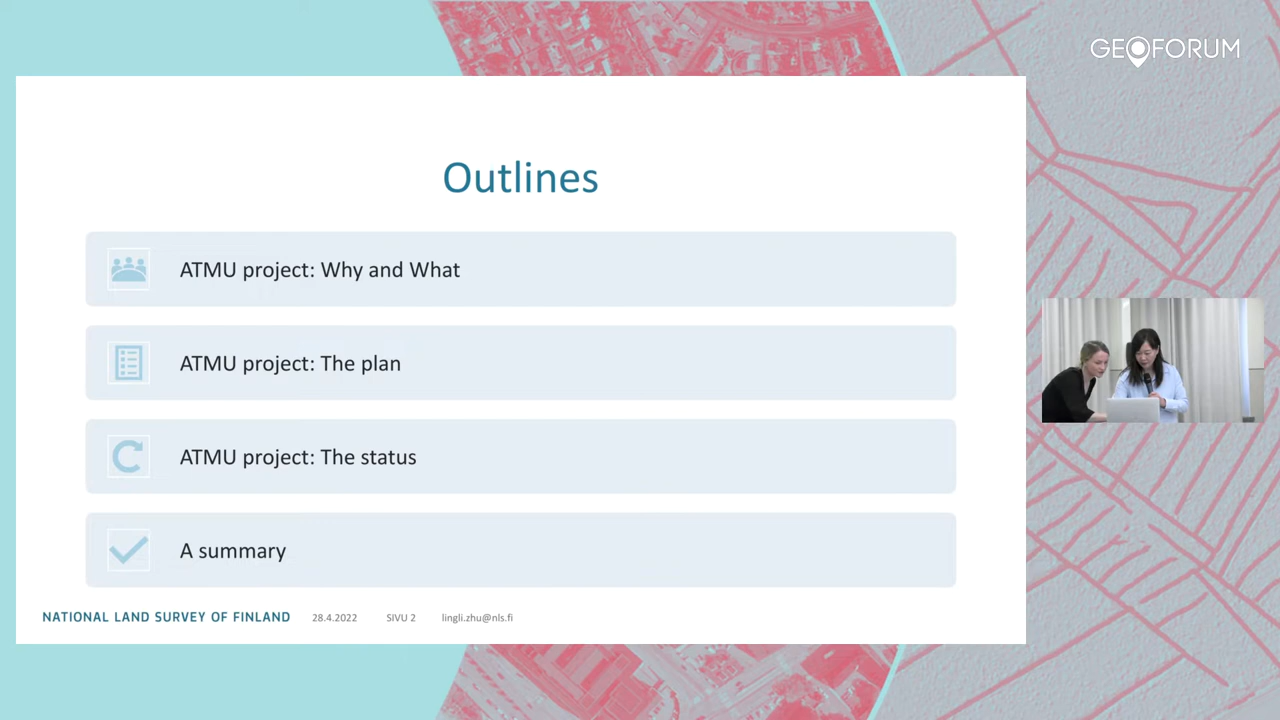 GEOFORUM
Outlines
ATMU project: Why and What
ATMU project: The plan
ATMU project: The status
A summary
NATIONAL LAND SURVEY OF FINLAND 28.4.2022 SIVU 2 lingli.zhu@nls.fi